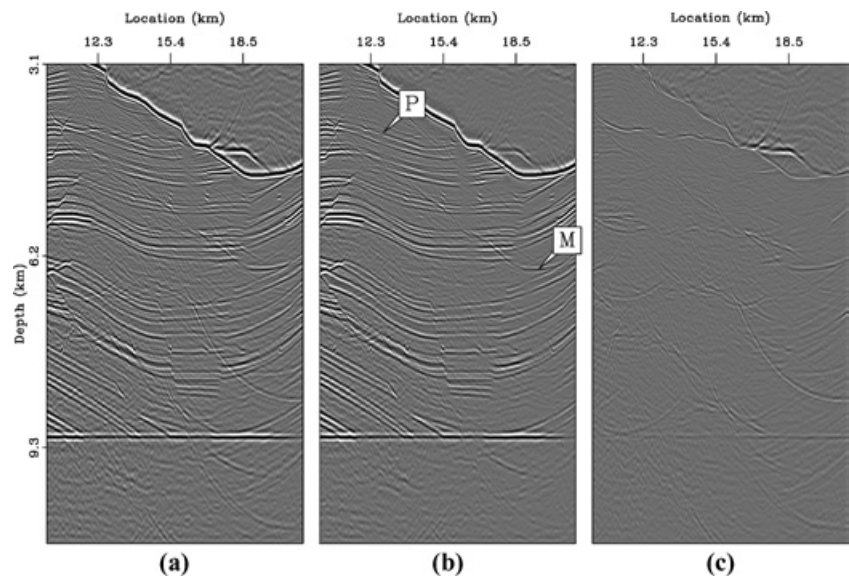 Location (km) Location (km) Location (km)
12.3 15.4 18.5 12.3 15.4 18.5 12.3 15.4 18.5
3.1
P
M
6.2
Depth (km)
9.3
(a) (b) (c)